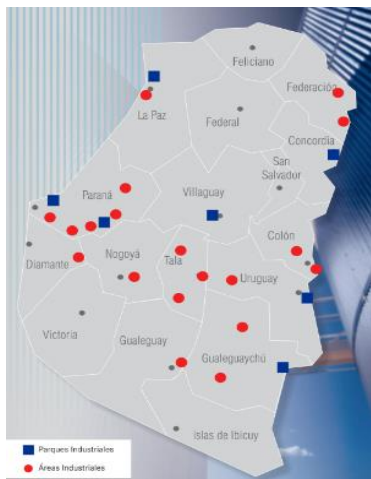 Feliciano
Federación
La Paz
Federal
Concordia
San
Salvador
Paraná
Villaguay
Colón
Nogoyá
Tala
Diamante
Uruguay
Victoria
Gualeguay
Gualeguaychú
islas de Ibicuy
Parques Industriales
Áreas Industriales